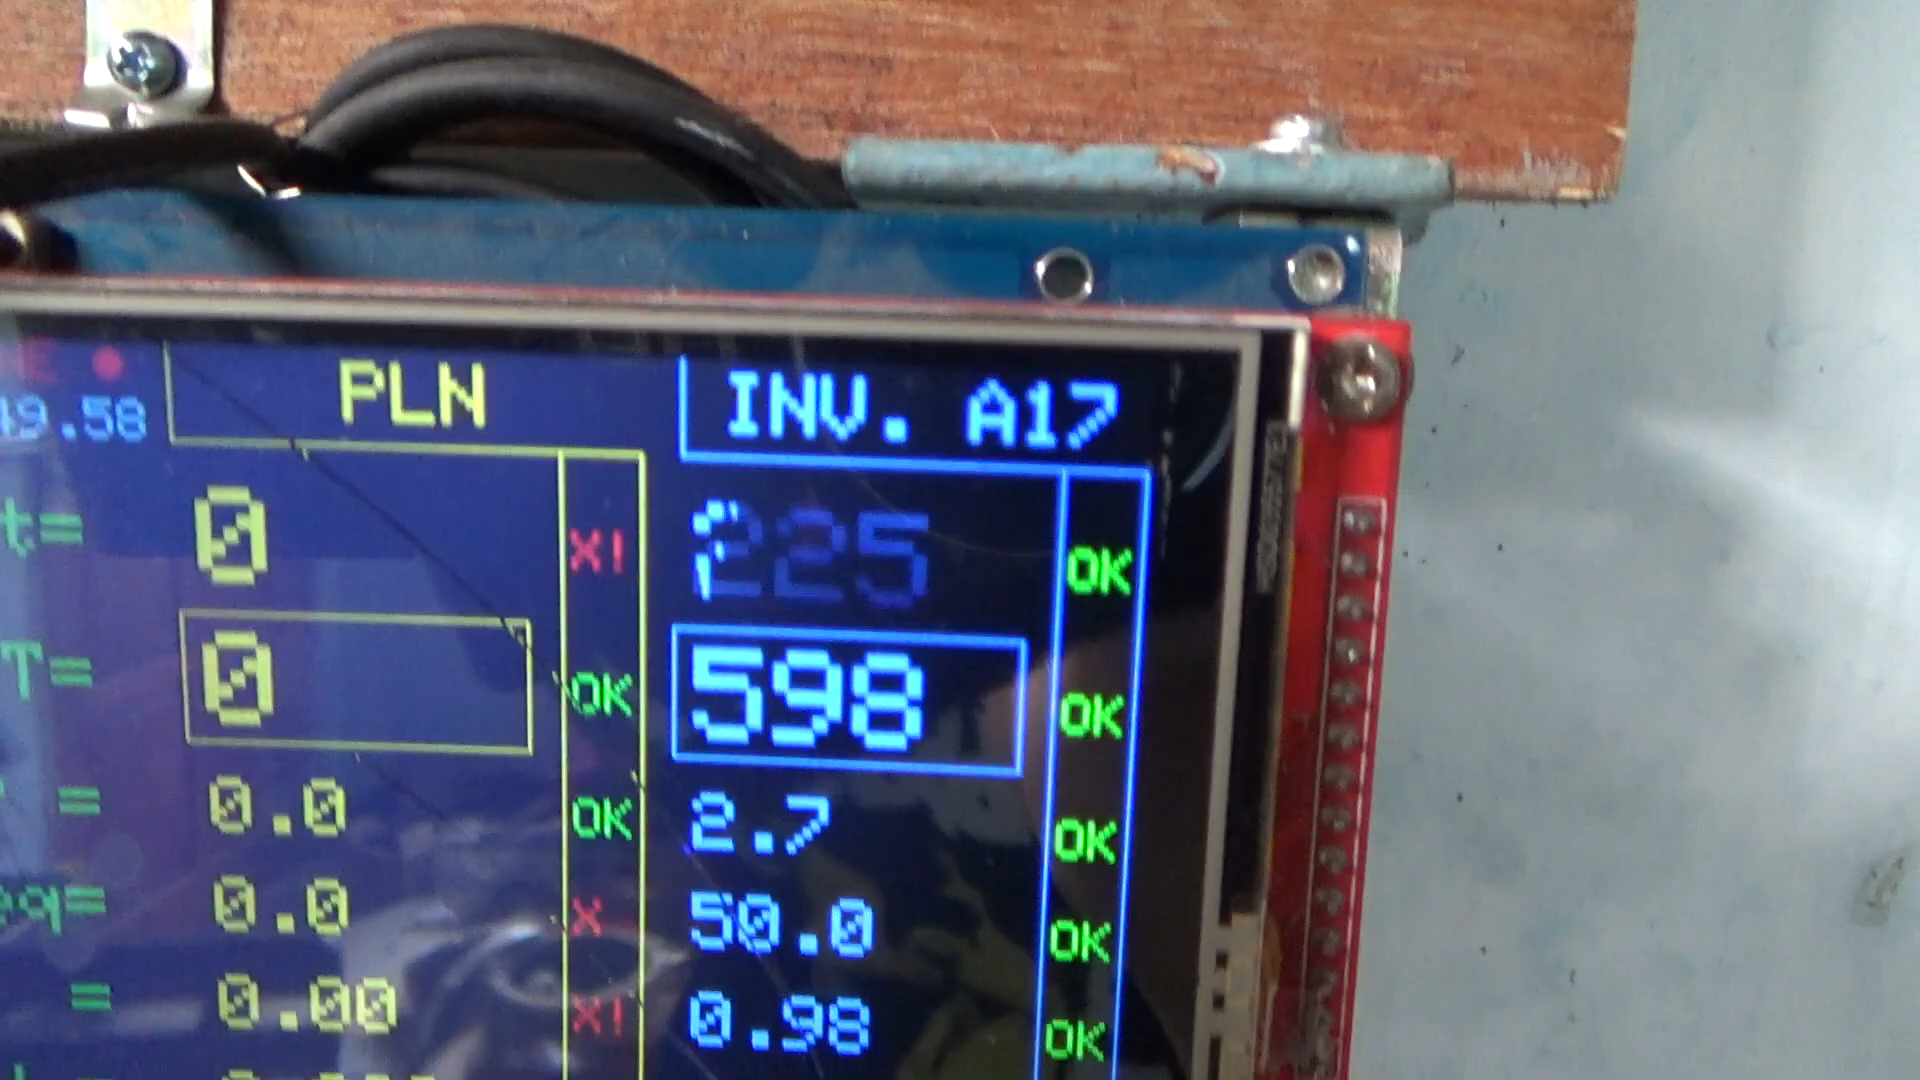 PLN INV. A17
49.58
t= 0 X! 225 OK
T= 0 OK 598 OK
= 0.0 OK 2.7 OK
eq= 0.0 X 50.0 OK
= 0.00 X! 0.98 OK